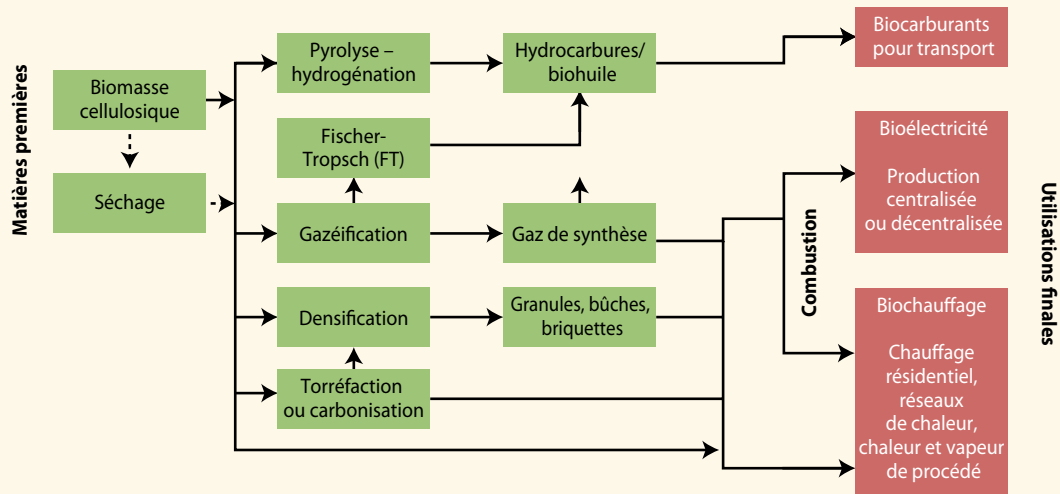 Matières premières
Biomasse
cellulosique
Séchage
Pyrolyse –
hydrogénation
Fischer-
Tropsch (FT)
Gazéification
Densification
Torréfaction
ou carbonisation
Hydrocarbures/
biohuile
Gaz de synthèse
Granules, bûches,
briquettes
Combustion
Biocarburants
pour transport
Bioélectricité
Production
centralisée
ou décentralisée
Biochauffage
Chauffage
résidentiel,
réseaux
de chaleur,
chaleur et vapeur
de procédé
Utilisations finales